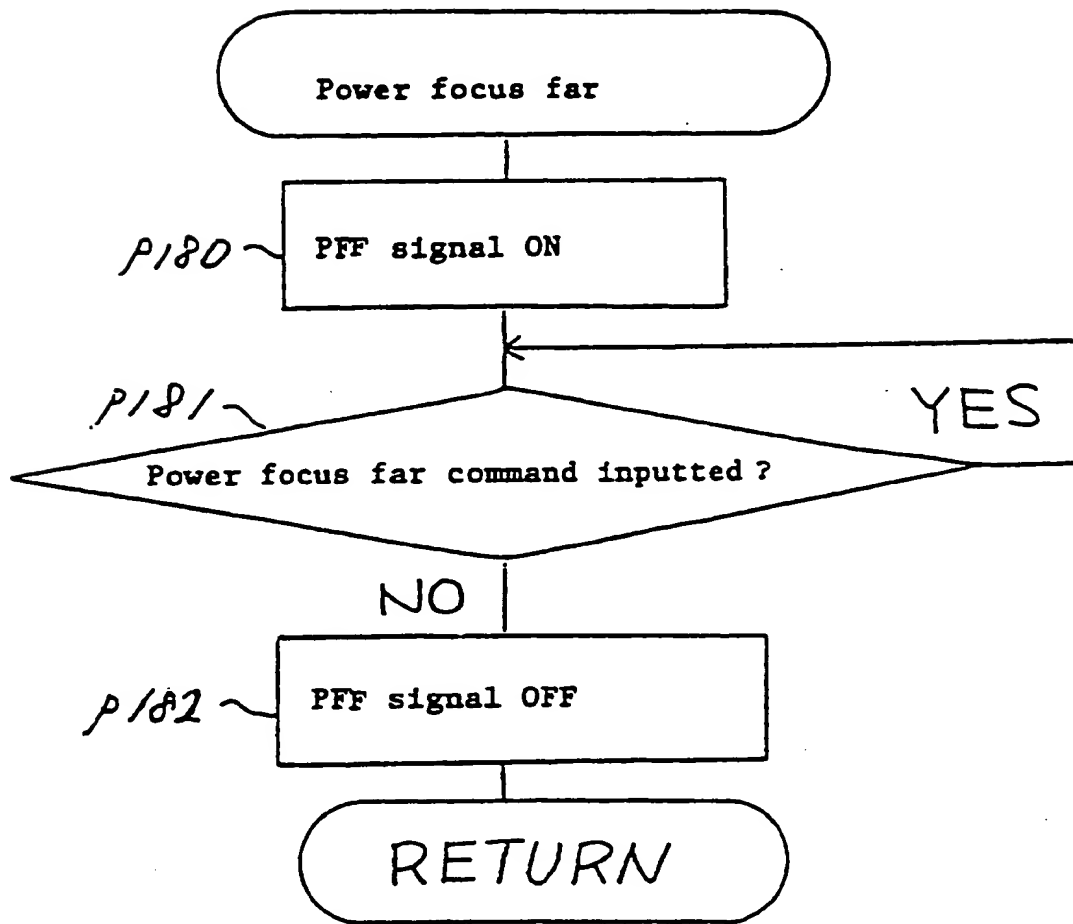 Power focus far
P180
PFF signal ON
P181
YES
Power focus far command inputted ?
NO
P182
PFF signal OFF
RETURN